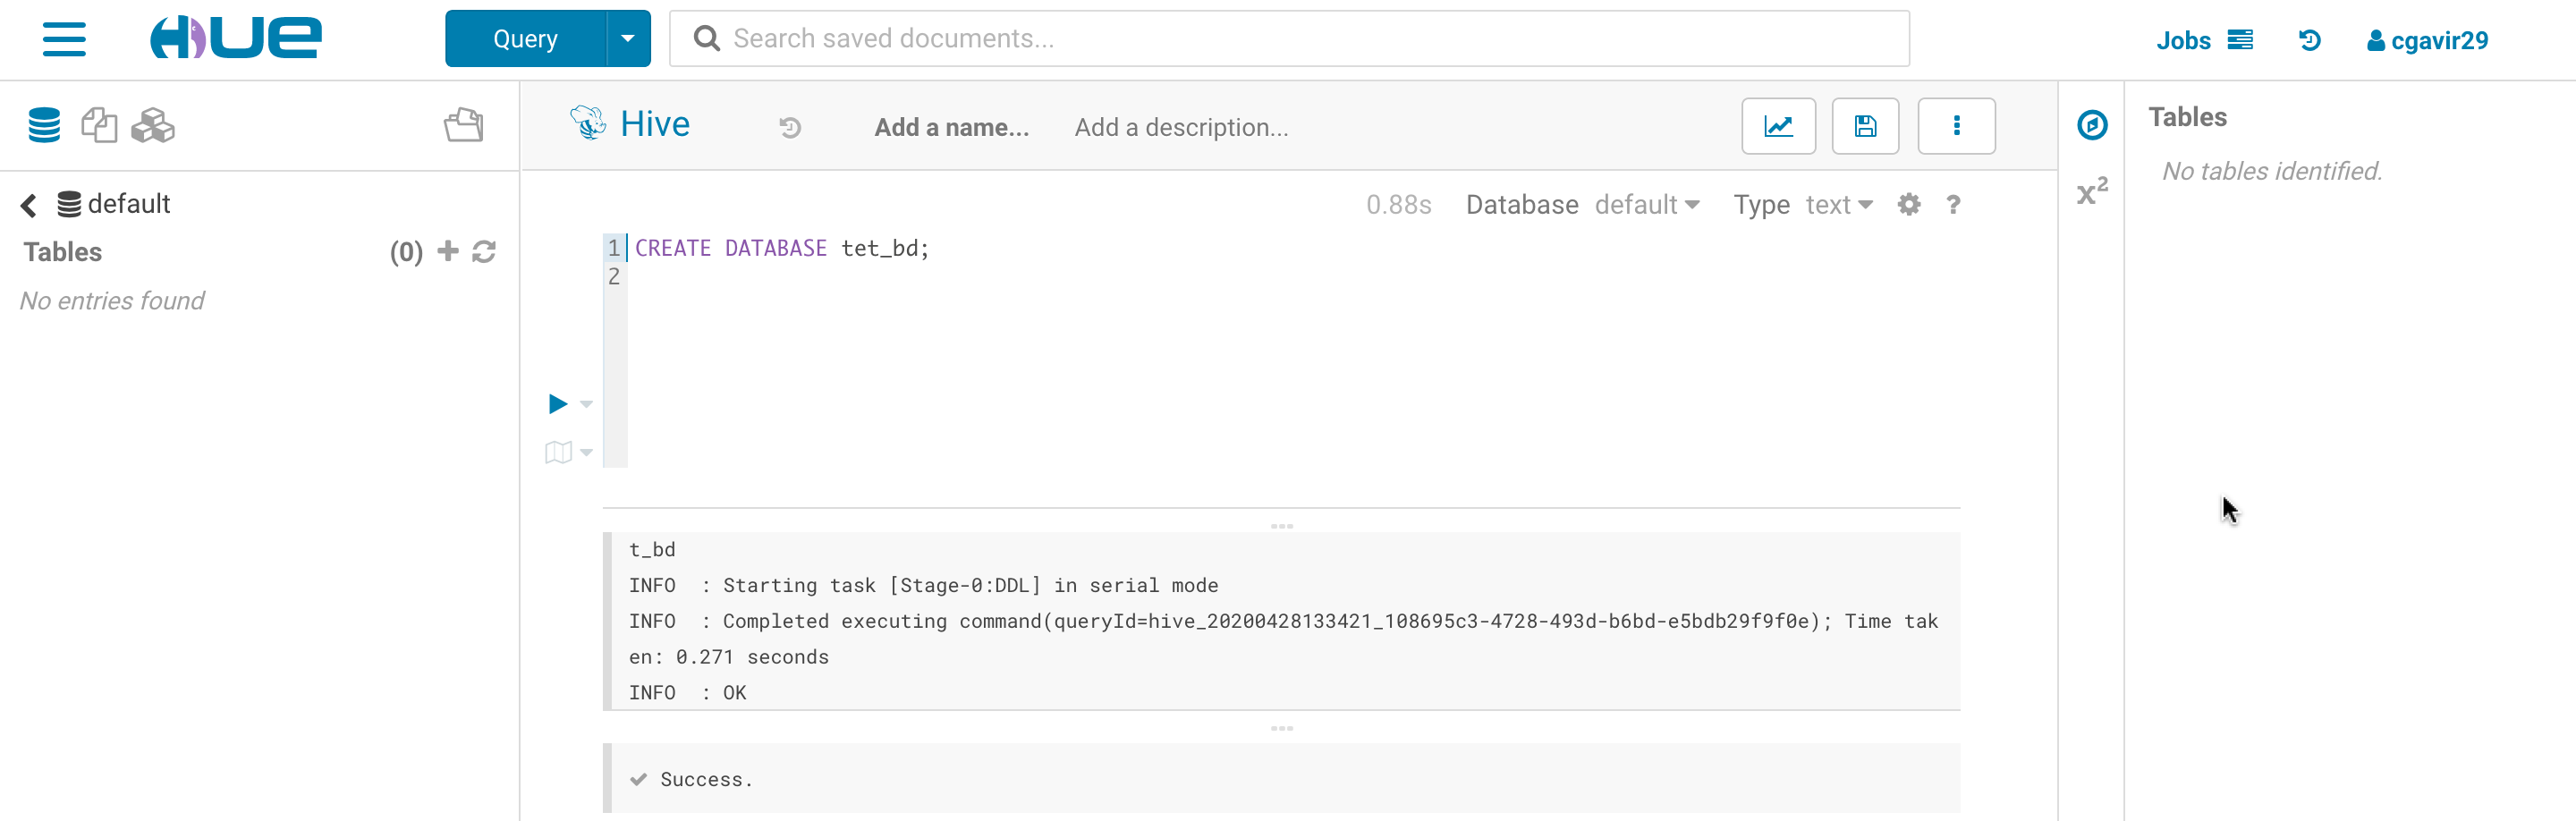 HUE
Query
Search saved documents...
Jobs
cgavir29
Hive
Add a name...
Add a description...
Tables
No tables identified.
x²
default
Tables (0)
No entries found
0.88s Database default Type text ?
1 CREATE DATABASE tet_bd;
2
t_bd
INFO  : Starting task [Stage-0:DDL] in serial mode
INFO  : Completed executing command(queryId=hive_20200428133421_108695c3-4728-493d-b6bd-e5bdb29f9f0e); Time tak
en: 0.271 seconds
INFO  : OK
Success.